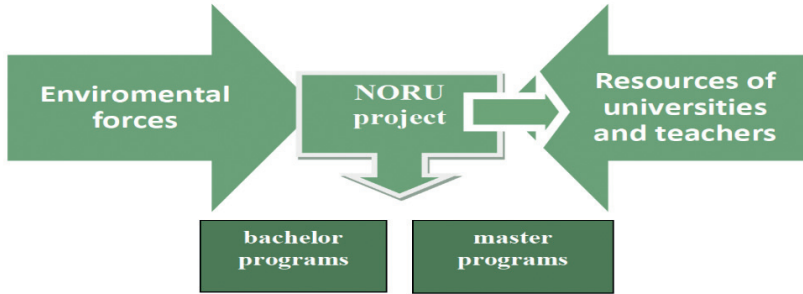 Enviromental
forces
NORU
project
Resources of
universities
and teachers
bachelor
programs
master
programs